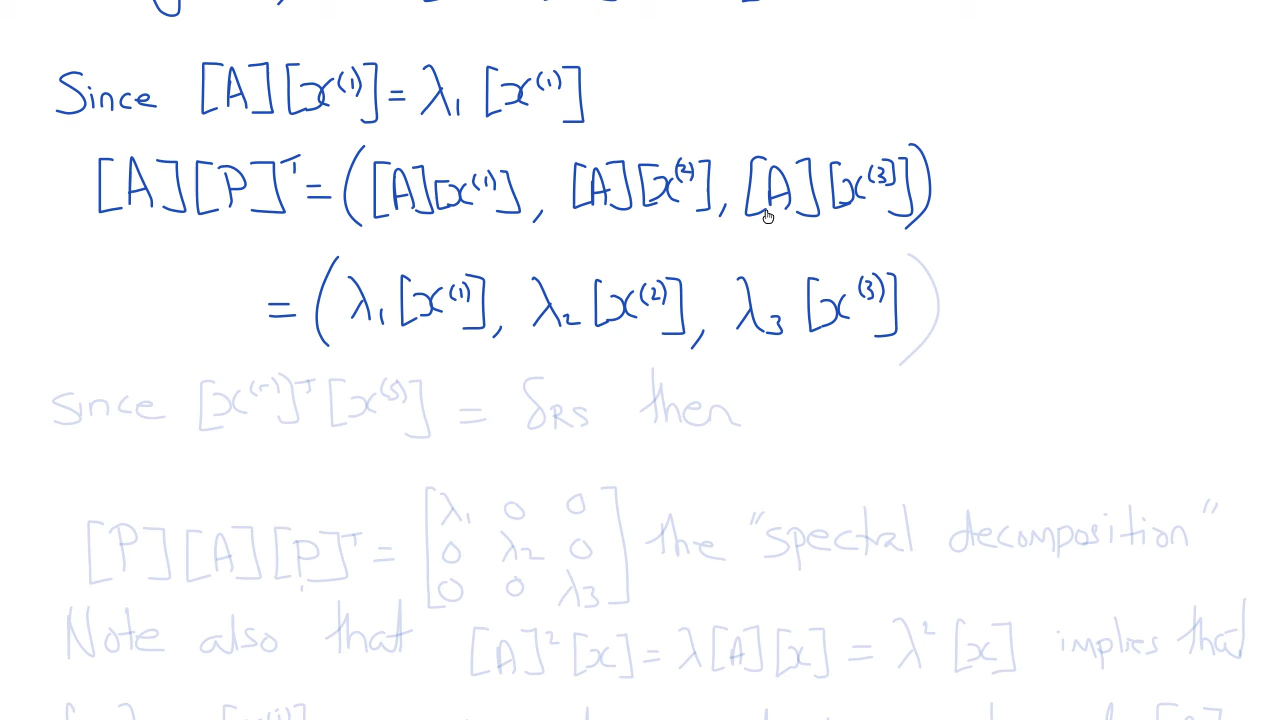 Since [A][x⁽¹⁾] = λ₁ [x⁽¹⁾]
[A][P]ᵀ = ([A][x⁽¹⁾], [A][x⁽²⁾], [A][x⁽³⁾])
= (λ₁[x⁽¹⁾], λ₂[x⁽²⁾], λ₃[x⁽³⁾])
since [x⁽ʳ⁾]ᵀ[x⁽ˢ⁾] = δRS then
[P][A][P]ᵀ = [λ₁ 0 0
0 λ₂ 0
0 0 λ₃] the "spectral decomposition"
Note also that [A]²[x] = λ[A][x] = λ²[x] implies that